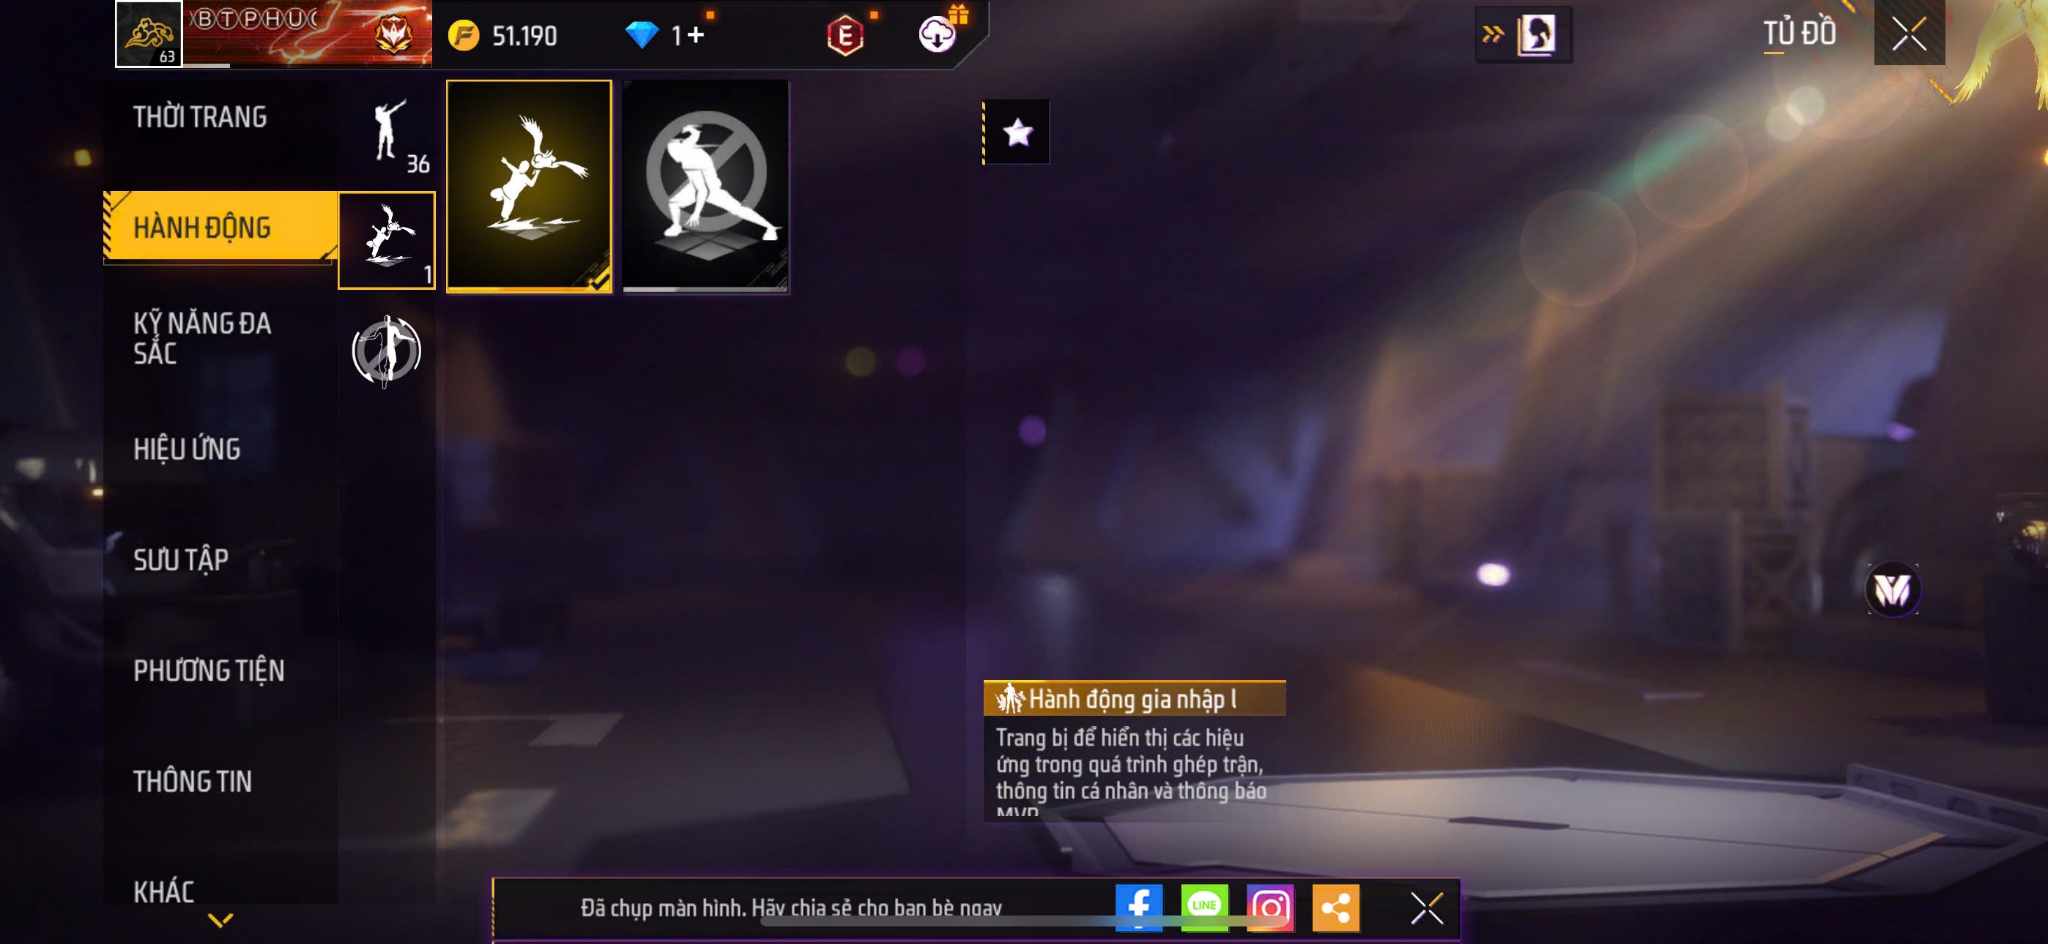 ⒷⓉⓅⒽⓊ
63
51.190
1+
E
TỦ ĐỒ
THỜI TRANG
36
HÀNH ĐỘNG
1
KỸ NĂNG ĐA
SẮC
HIỆU ỨNG
SƯU TẬP
PHƯƠNG TIỆN
THÔNG TIN
KHÁC
Hành động gia nhập l
Trang bị để hiển thị các hiệu
ứng trong quá trình ghép trận,
thông tin cá nhân và thông báo
MVP
Đã chụp màn hình. Hãy chia sẻ cho bạn bè ngay
LINE